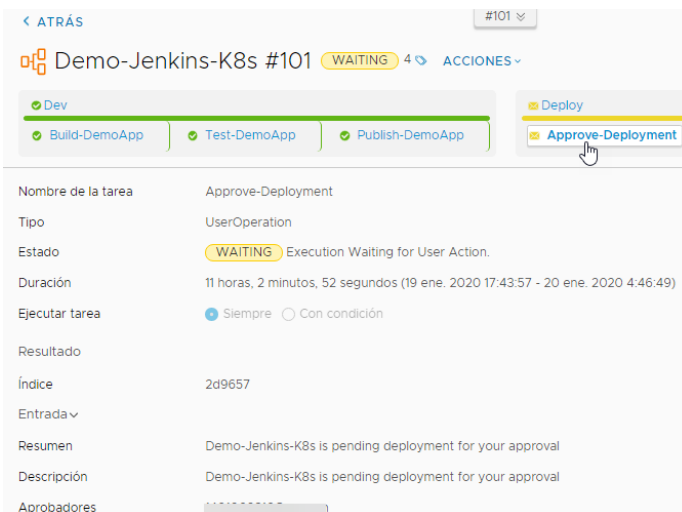 ATRÁS
#101
Demo-Jenkins-K8s #101 WAITING 4 ACCIONES
Dev
Deploy
Build-DemoApp Test-DemoApp Publish-DemoApp Approve-Deployment
Nombre de la tarea Approve-Deployment
Tipo UserOperation
Estado WAITING Execution Waiting for User Action.
Duración 11 horas, 2 minutos, 52 segundos (19 ene. 2020 17:43:57 - 20 ene. 2020 4:46:49)
Ejecutar tarea Siempre Con condición
Resultado
Índice 2d9657
Entrada
Resumen Demo-Jenkins-K8s is pending deployment for your approval
Descripción Demo-Jenkins-K8s is pending deployment for your approval
Aprobadores